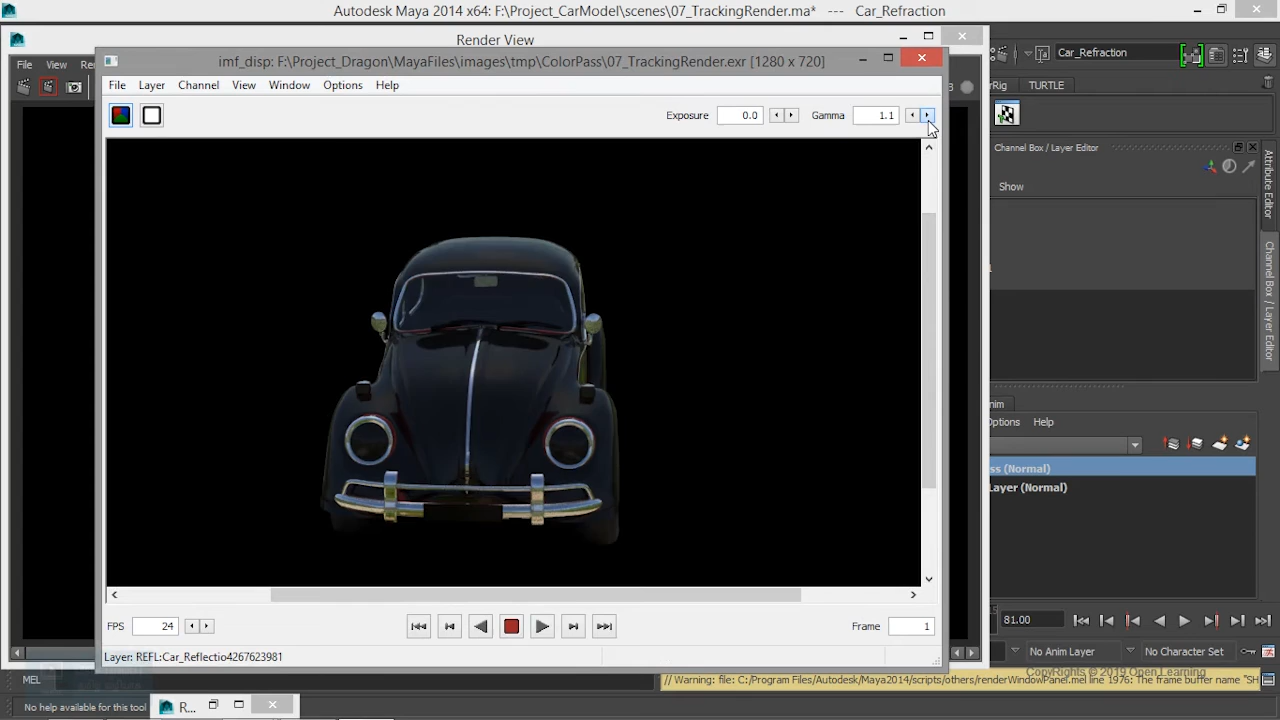 Autodesk Maya 2014 x64: F:\Project_CarModel\scenes\07_TrackingRender.ma* --- Car_Refraction
Render View
File View Re
imf_disp: F:\Project_Dragon\MayaFiles\images\tmp\ColorPass\07_TrackingRender.exr [1280 x 720]
File Layer Channel View Window Options Help
Exposure 0.0 Gamma 1.1
Car_Refraction
rRig TURTLE
Channel Box / Layer Editor
Show
Attribute Editor
Channel Box / Layer Editor
nim
Options Help
ss (Normal)
Layer (Normal)
FPS 24
Frame 1
81.00
Layer: REFL:Car_Reflectio4267623981
No Anim Layer No Character Set
CopyRights © 2019 Open Learning
MEL
// Warning: file: C:/Program Files/Autodesk/Maya2014/scripts/others/renderWindowPanel.mel line 1976: The frame buffer name "SH
No help available for this tool
R...